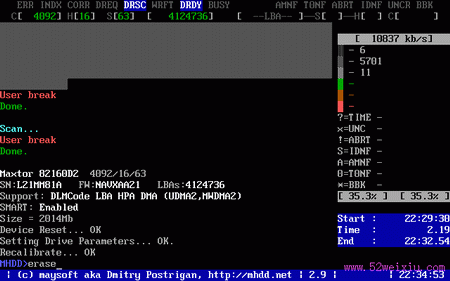 ERR INDX CORR DREQ DRSC WRFT DRDY BUSY AMNF TONF ABRT IDNF UNCR BBK
C[ 4092] H[16] S[63] [ 4124736] [ --LBA-- ]--S[ ]---H[ ]---C[ ]
[ 10837 kb/s]
- 6
- 5701
- 11
-
-
-
User break
Done.
Scan...
User break
Done.
?=TIME -
x=UNC -
!=ABRT -
S=IDNF -
A=AMNF -
0=TONF -
*=BBK -
[ 35.3% ] [ 35.3% ]
Maxtor 82160D2 4092/16/63
SN:L21MM81A FW:NAVXAA21 LBAs:4124736
Support: DLMCode LBA HPA DMA (UDMA2,MWDMA2)
SMART: Enabled
Size = 2014Mb
Device Reset... OK
Setting Drive Parameters... OK.
Recalibrate... OK
MHDD>erase_
Start : 22:29:30
Time : 2.19
End : 22:32.54
www.52weixiu.com
| (c) maysoft aka Dmitry Postrigan, http://mhdd.net | 2.9 | | 22:34:53